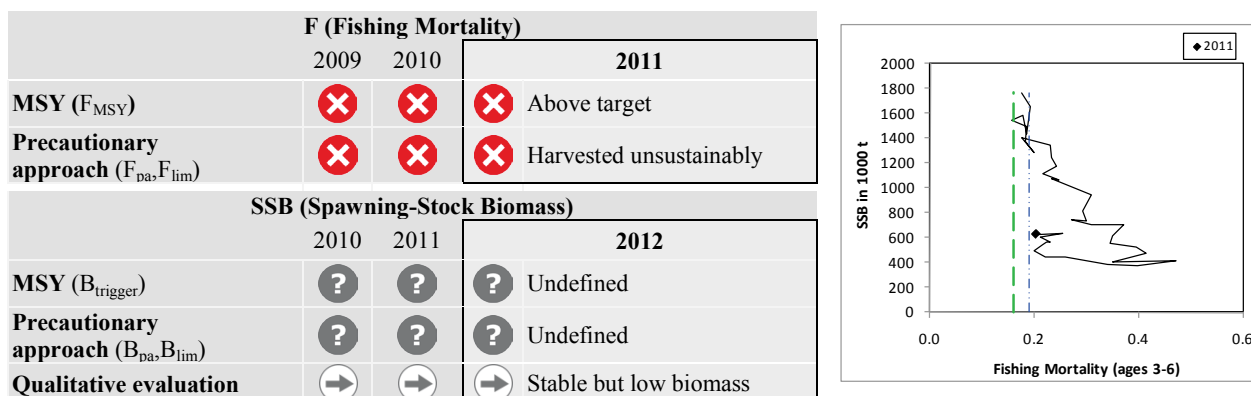 F (Fishing Mortality)
2009 2010 2011
MSY (FMSY) Above target
Precautionary
approach (Fpa,Flim) Harvested unsustainably
SSB (Spawning-Stock Biomass)
2010 2011 2012
MSY (Btrigger) ? ? ? Undefined
Precautionary
approach (Bpa,Blim) ? ? ? Undefined
Qualitative evaluation Stable but low biomass
2011
SSB in 1000 t
2000
1800
1600
1400
1200
1000
800
600
400
200
0
0.0 0.2 0.4 0.6
Fishing Mortality (ages 3-6)